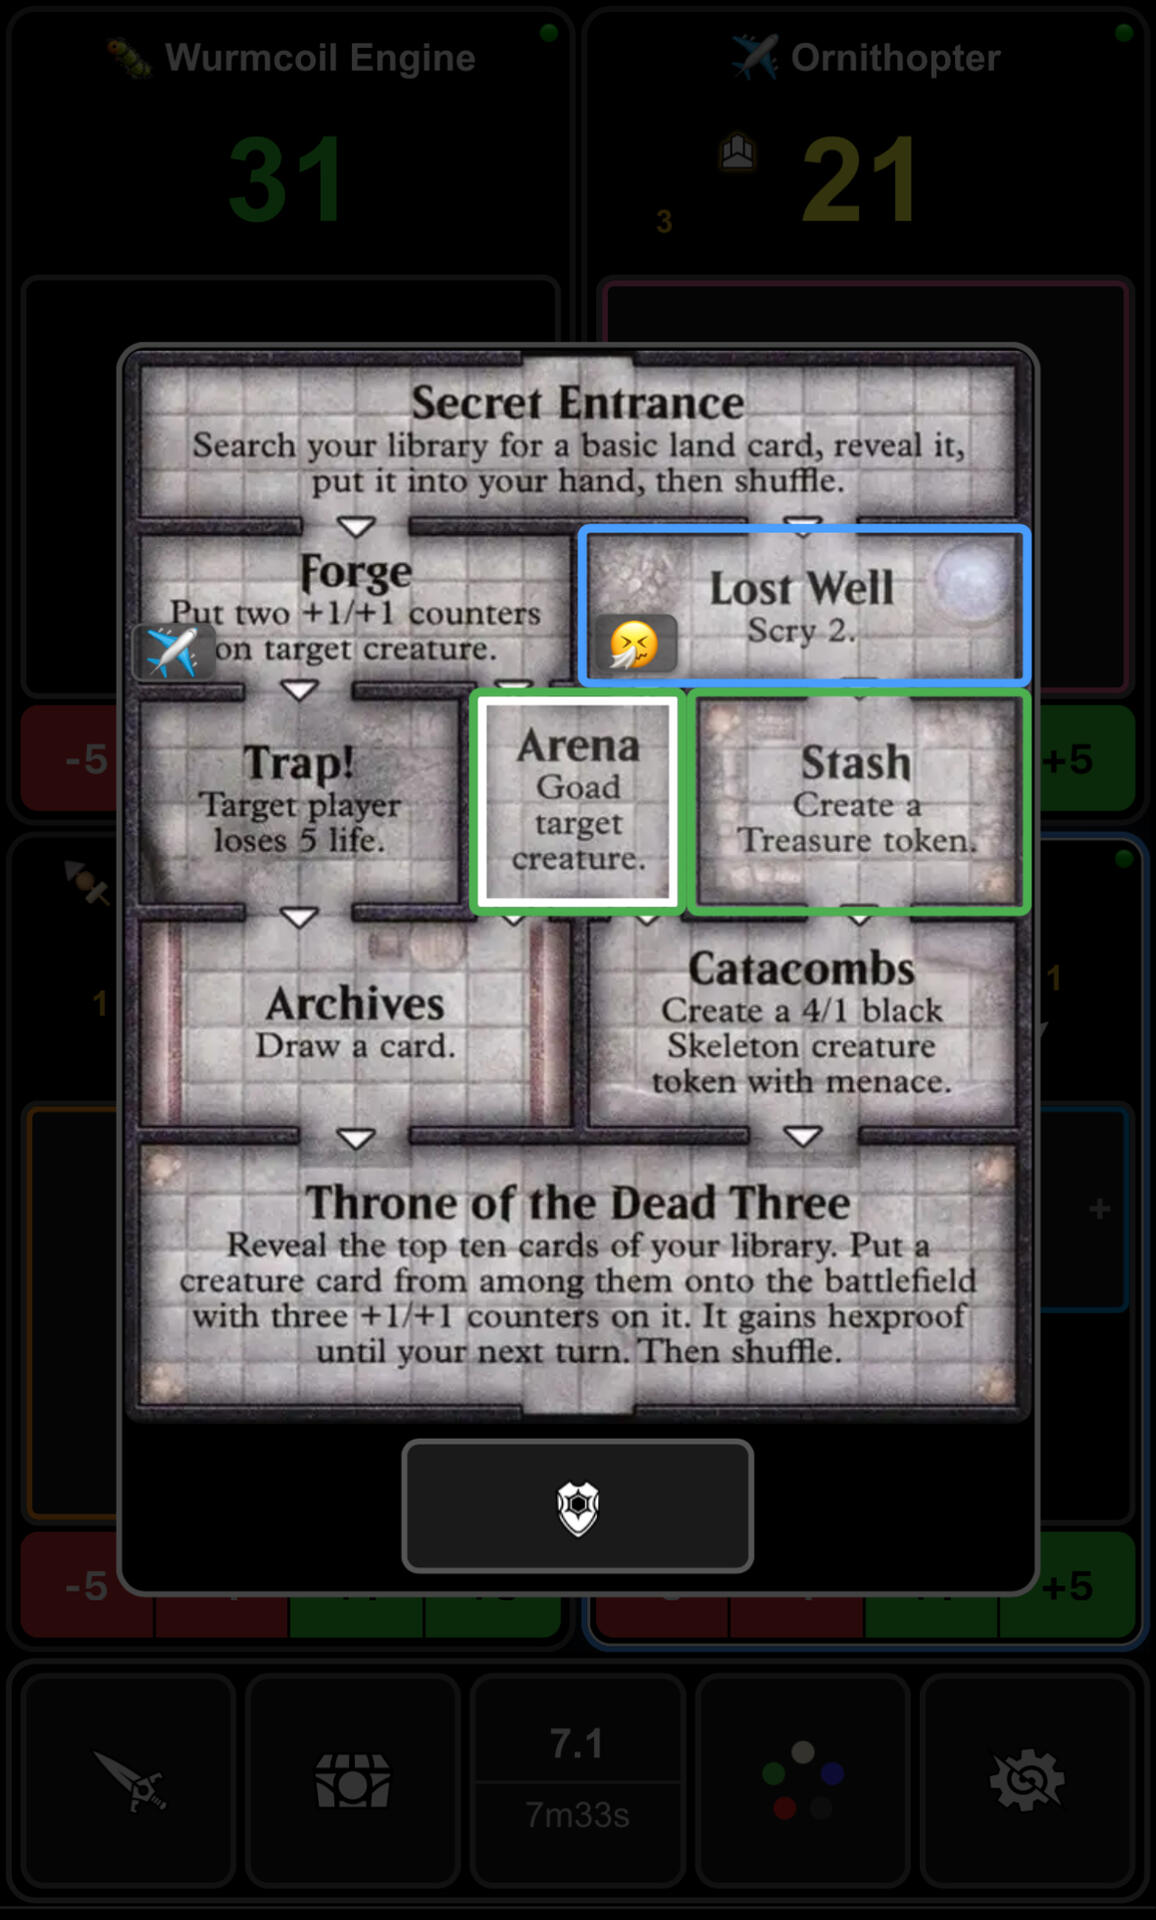 Wurmcoil Engine
Ornithopter
31
3
21
Secret Entrance
Search your library for a basic land card, reveal it,
put it into your hand, then shuffle.
Forge
Put two +1/+1 counters
on target creature.
Lost Well
Scry 2.
-5
+5
Trap!
Target player
loses 5 life.
Arena
Goad
target
creature.
Stash
Create a
Treasure token.
1
1
Archives
Draw a card.
Catacombs
Create a 4/1 black
Skeleton creature
token with menace.
+
Throne of the Dead Three
Reveal the top ten cards of your library. Put a
creature card from among them onto the battlefield
with three +1/+1 counters on it. It gains hexproof
until your next turn. Then shuffle.
-5
+5
7.1
7m33s